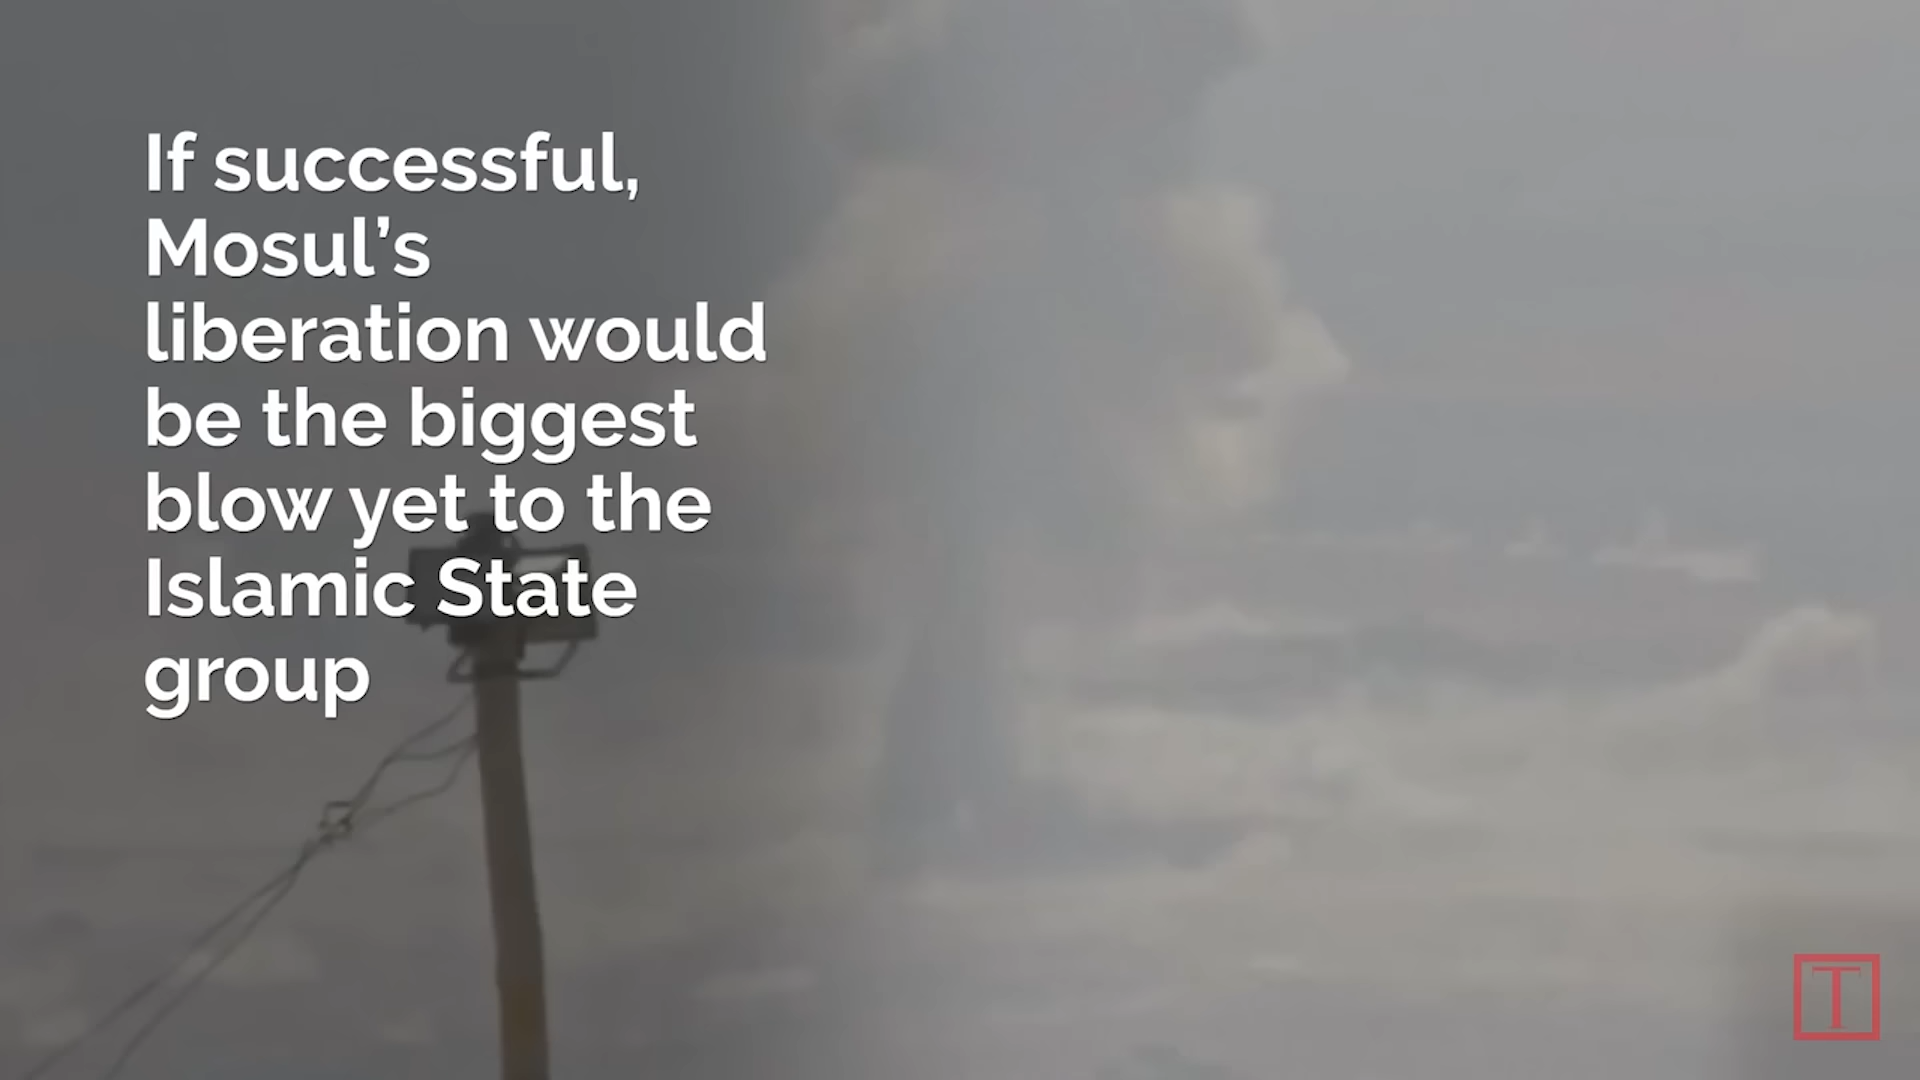 If successful,
Mosul’s
liberation would
be the biggest
blow yet to the
Islamic State
group
T